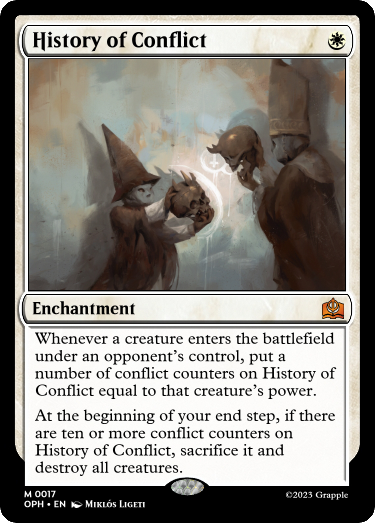 History of Conflict
Enchantment
Whenever a creature enters the battlefield
under an opponent's control, put a
number of conflict counters on History of
Conflict equal to that creature's power.
At the beginning of your end step, if there
are ten or more conflict counters on
History of Conflict, sacrifice it and
destroy all creatures.
M 0017
OPH • EN Miklós Ligeti
©2023 Grapple